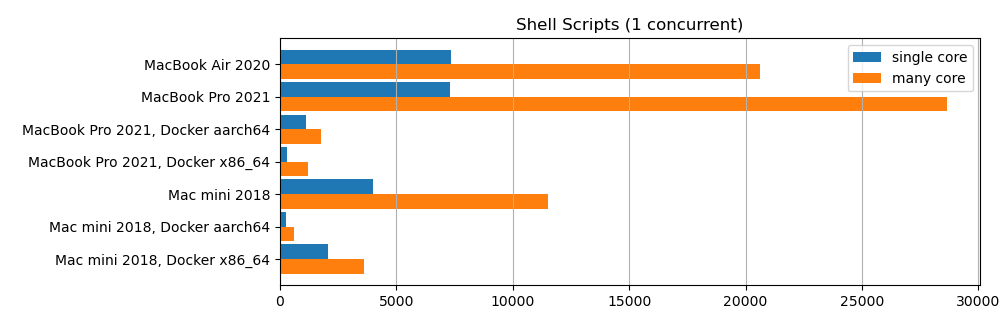 Shell Scripts (1 concurrent)
single core
many core
MacBook Air 2020
MacBook Pro 2021
MacBook Pro 2021, Docker aarch64
MacBook Pro 2021, Docker x86_64
Mac mini 2018
Mac mini 2018, Docker aarch64
Mac mini 2018, Docker x86_64
0 5000 10000 15000 20000 25000 30000